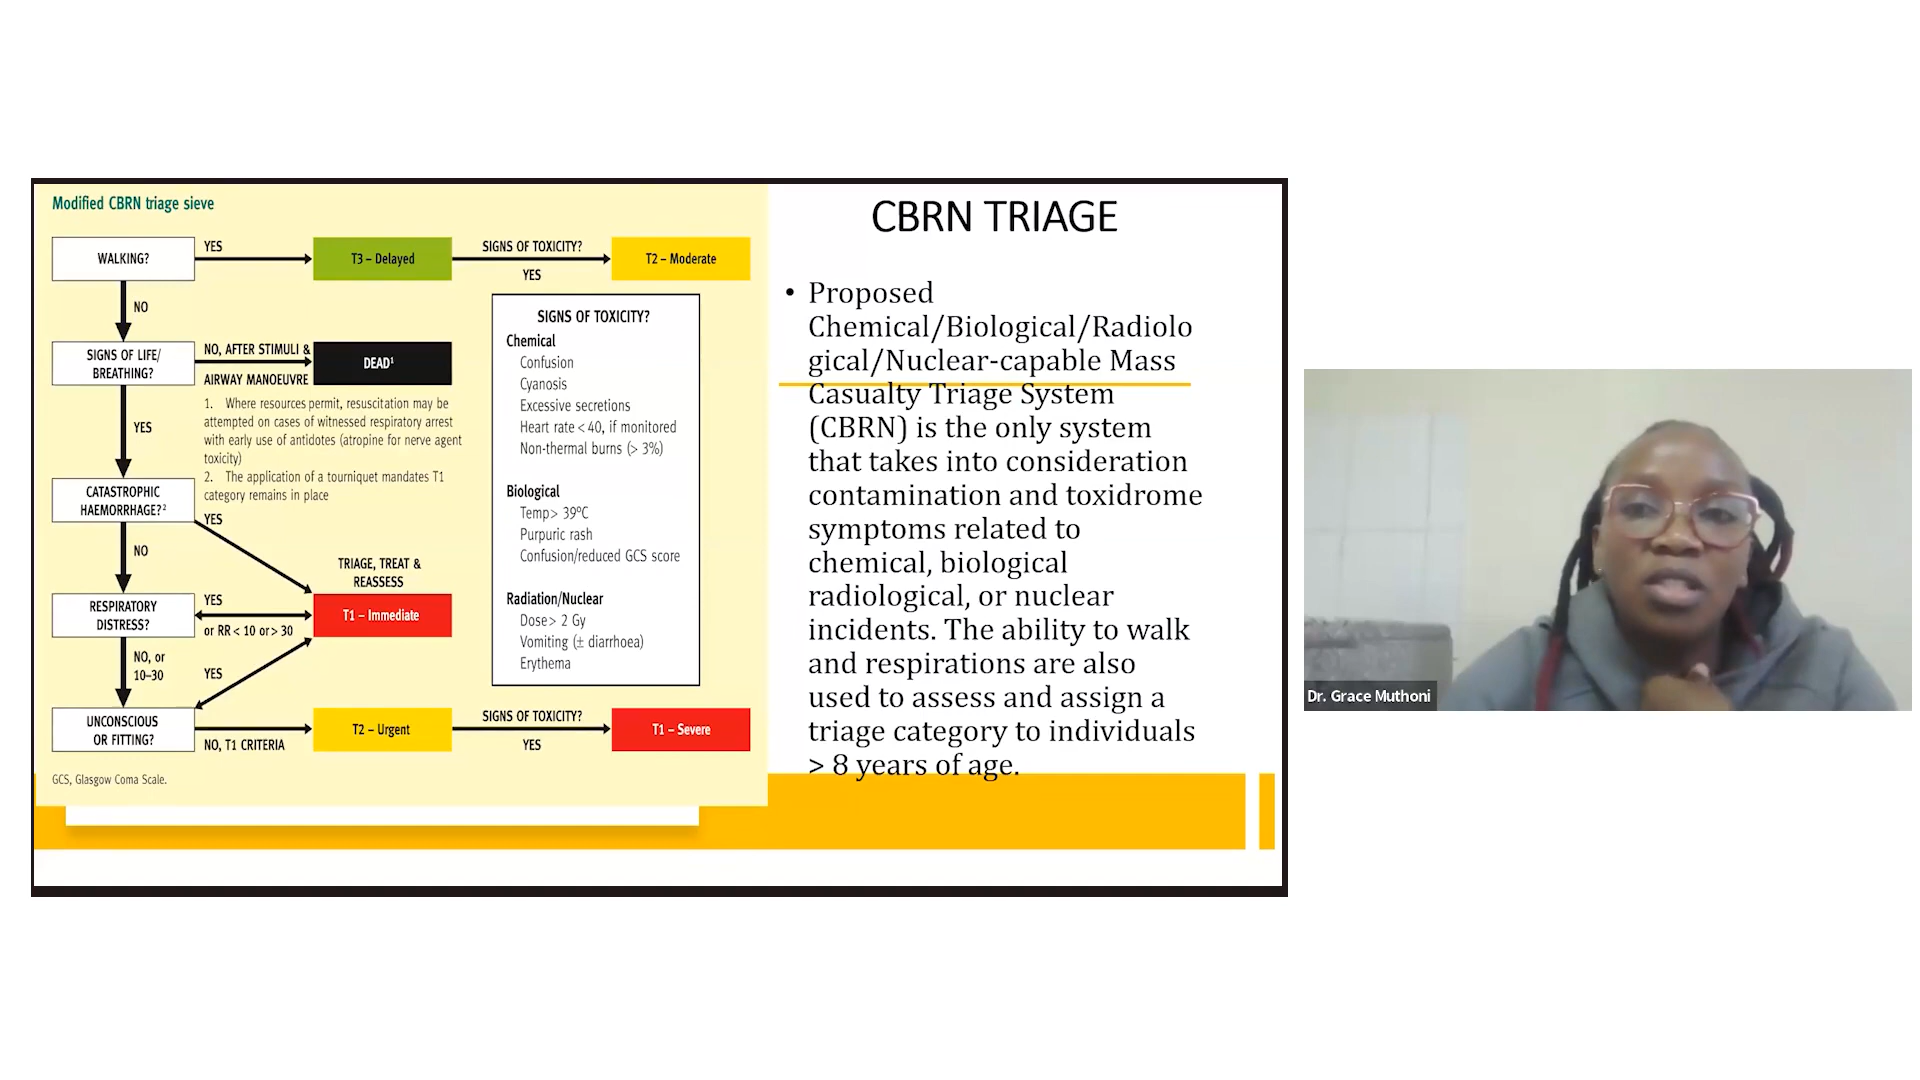 Modified CBRN triage sieve
WALKING?
YES
T3 – Delayed
SIGNS OF TOXICITY?
YES
T2 – Moderate
NO
SIGNS OF LIFE/
BREATHING?
NO, AFTER STIMULI &
AIRWAY MANOEUVRE
DEAD¹
1. Where resources permit, resuscitation may be
attempted on cases of witnessed respiratory arrest
with early use of antidotes (atropine for nerve agent
toxicity)
2. The application of a tourniquet mandates T1
category remains in place
YES
CATASTROPHIC
HAEMORRHAGE?²
YES
NO
TRIAGE, TREAT &
REASSESS
RESPIRATORY
DISTRESS?
YES
or RR < 10 or > 30
T1 – Immediate
NO, or
10–30
YES
UNCONSCIOUS
OR FITTING?
NO, T1 CRITERIA
T2 – Urgent
SIGNS OF TOXICITY?
YES
T1 – Severe
SIGNS OF TOXICITY?
Chemical
Confusion
Cyanosis
Excessive secretions
Heart rate < 40, if monitored
Non-thermal burns (> 3%)
Biological
Temp> 39ºC
Purpuric rash
Confusion/reduced GCS score
Radiation/Nuclear
Dose> 2 Gy
Vomiting (± diarrhoea)
Erythema
GCS, Glasgow Coma Scale.
CBRN TRIAGE
• Proposed
Chemical/Biological/Radiolo
gical/Nuclear-capable Mass
Casualty Triage System
(CBRN) is the only system
that takes into consideration
contamination and toxidrome
symptoms related to
chemical, biological
radiological, or nuclear
incidents. The ability to walk
and respirations are also
used to assess and assign a
triage category to individuals
> 8 years of age.
Dr. Grace Muthoni